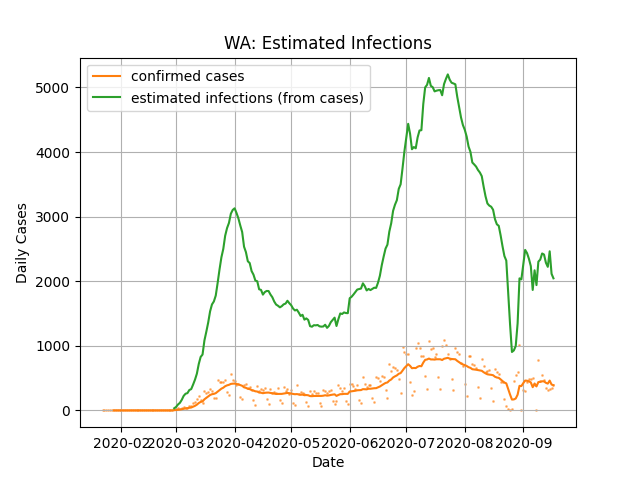 WA: Estimated Infections
confirmed cases
estimated infections (from cases)
Daily Cases
5000
4000
3000
2000
1000
0
2020-02 2020-03 2020-04 2020-05 2020-06 2020-07 2020-08 2020-09
Date